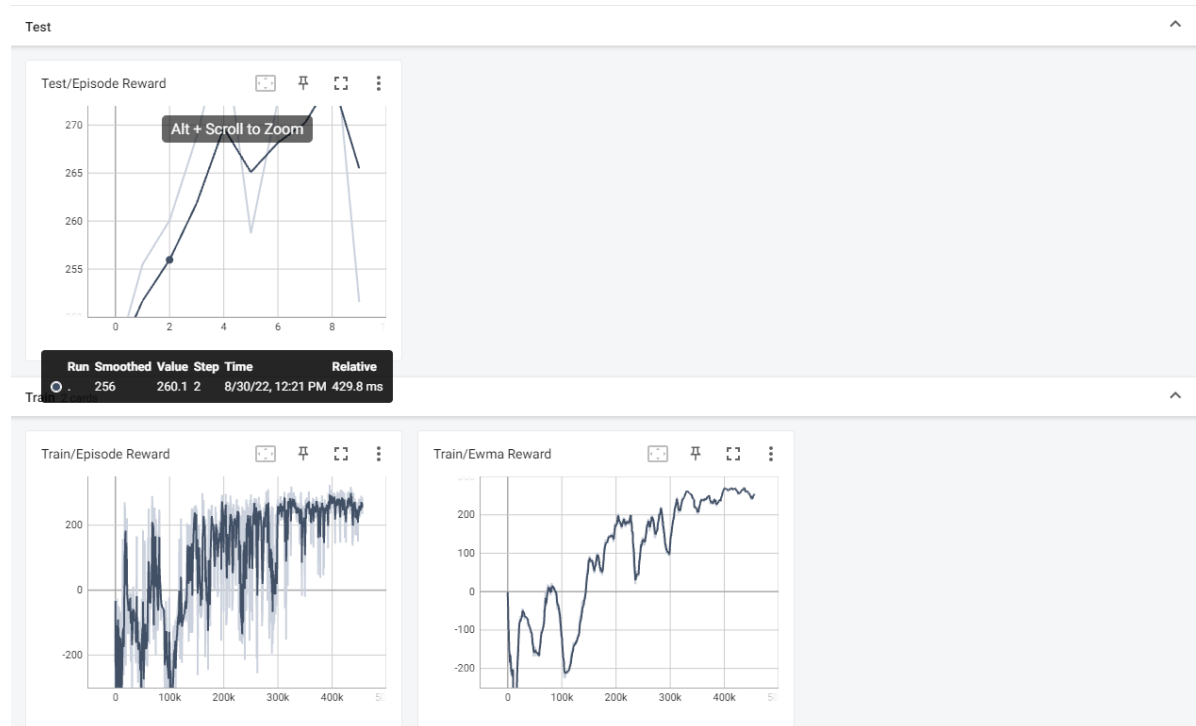 Test
Test/Episode Reward
Alt + Scroll to Zoom
270
265
260
255
0 2 4 6 8
Run Smoothed Value Step Time Relative
. 256 260.1 2 8/30/22, 12:21 PM 429.8 ms
Train 2 cards
Train/Episode Reward
200
0
-200
0 100k 200k 300k 400k
Train/Ewma Reward
200
100
0
-100
-200
0 100k 200k 300k 400k